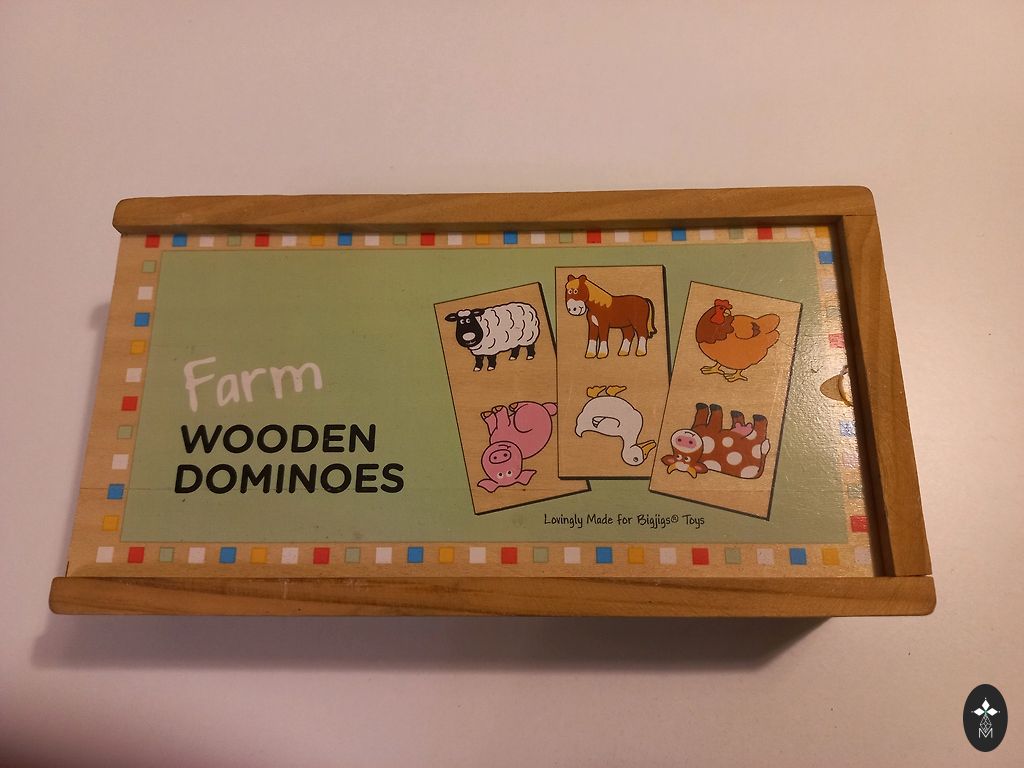 Farm
WOODEN
DOMINOES
Lovingly Made for Bigjigs® Toys
M